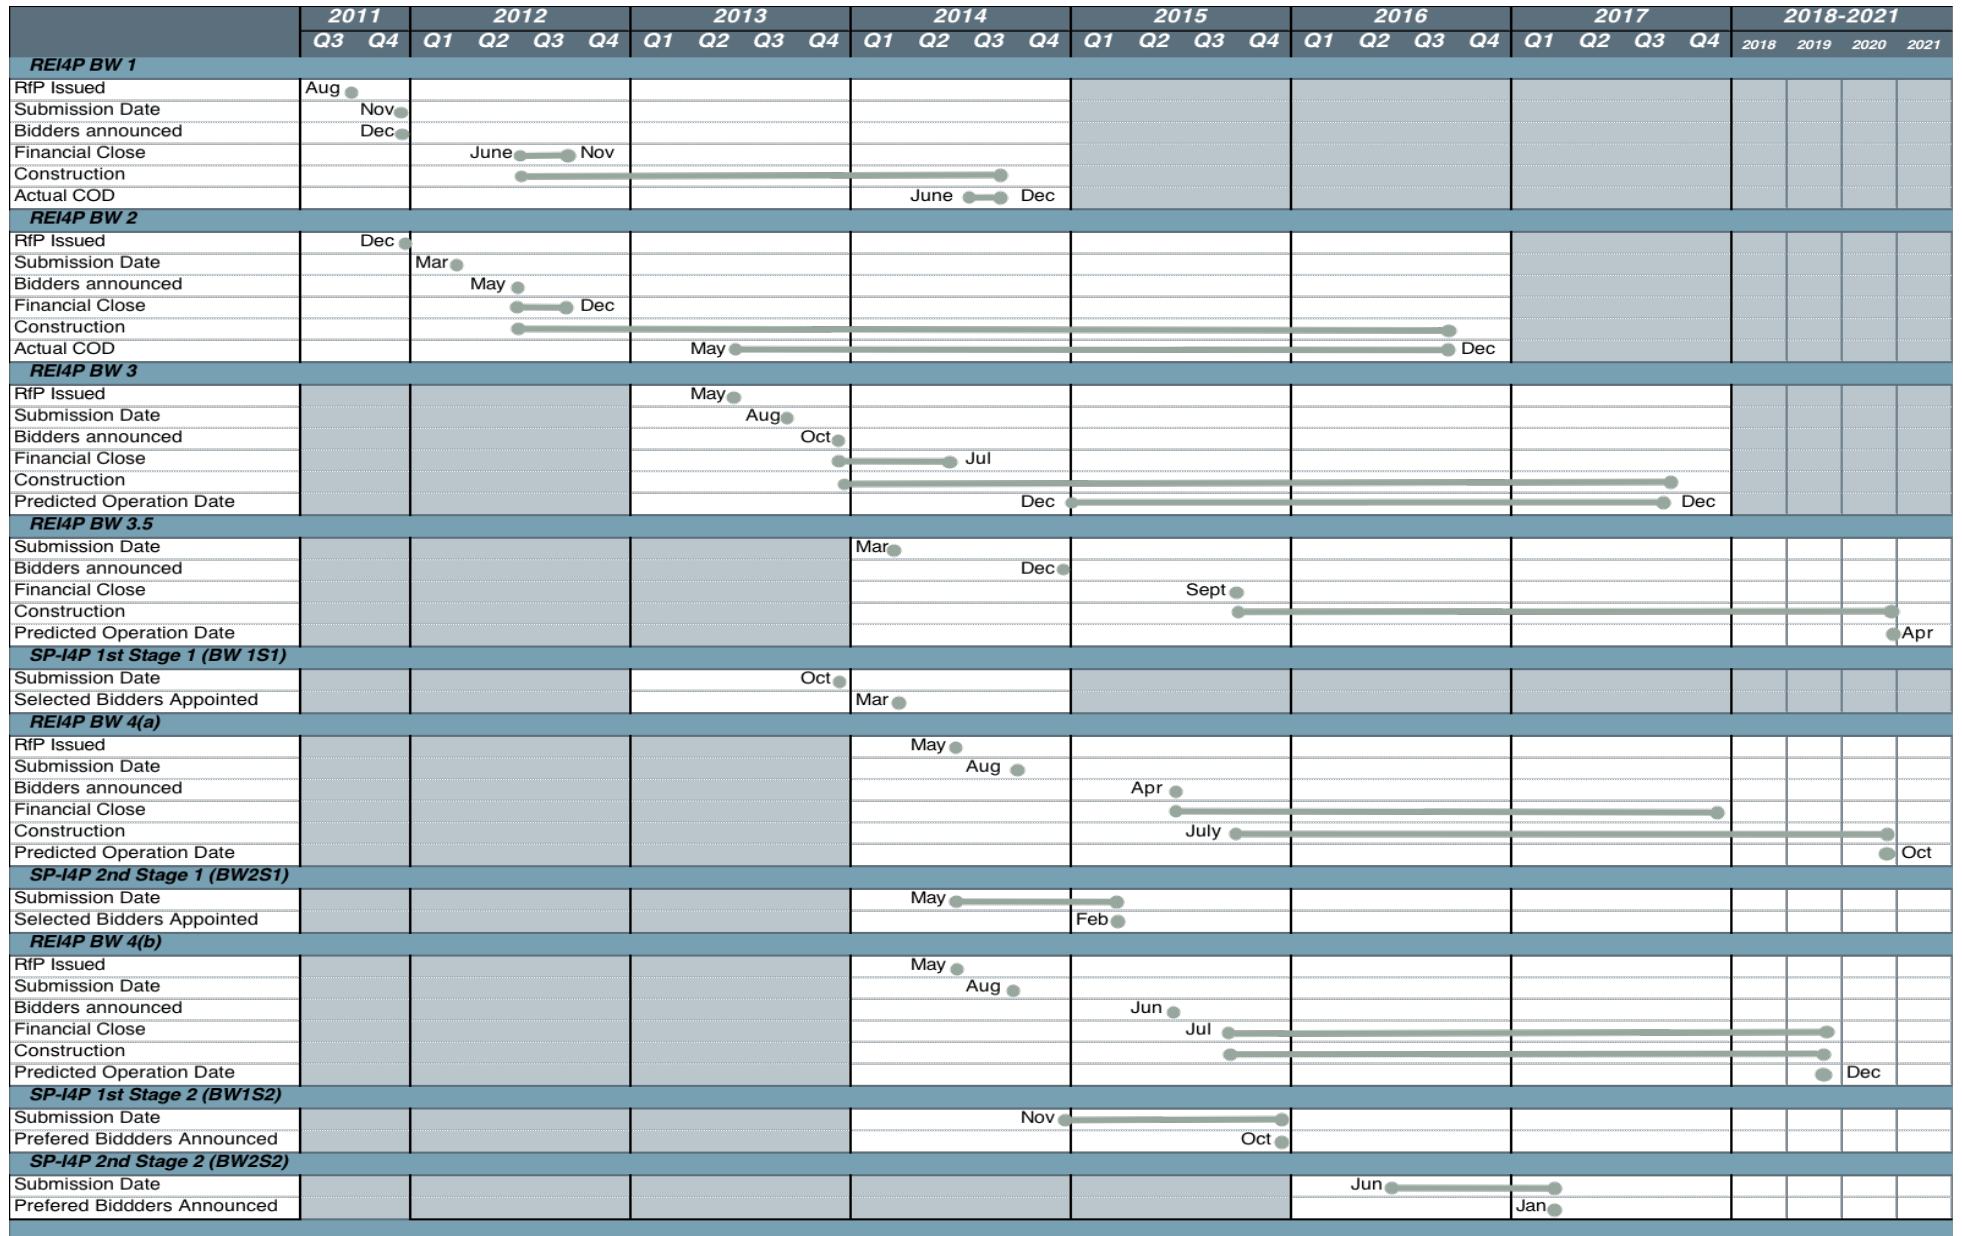 2011 2012 2013 2014 2015 2016 2017 2018-2021
Q3 Q4 Q1 Q2 Q3 Q4 Q1 Q2 Q3 Q4 Q1 Q2 Q3 Q4 Q1 Q2 Q3 Q4 Q1 Q2 Q3 Q4 Q1 Q2 Q3 Q4 2018 2019 2020 2021
REI4P BW 1
RfP Issued Aug
Submission Date Nov
Bidders announced Dec
Financial Close June Nov
Construction
Actual COD June Dec
REI4P BW 2
RfP Issued Dec
Submission Date Mar
Bidders announced May
Financial Close Dec
Construction
Actual COD May Dec
REI4P BW 3
RfP Issued May
Submission Date Aug
Bidders announced Oct
Financial Close Jul
Construction
Predicted Operation Date Dec Dec
REI4P BW 3.5
Submission Date Mar
Bidders announced Dec
Financial Close Sept
Construction
Predicted Operation Date Apr
SP-I4P 1st Stage 1 (BW 1S1)
Submission Date Oct
Selected Bidders Appointed Mar
REI4P BW 4(a)
RfP Issued May
Submission Date Aug
Bidders announced Apr
Financial Close
Construction July
Predicted Operation Date Oct
SP-I4P 2nd Stage 1 (BW2S1)
Submission Date May
Selected Bidders Appointed Feb
REI4P BW 4(b)
RfP Issued May
Submission Date Aug
Bidders announced Jun
Financial Close Jul
Construction
Predicted Operation Date Dec
SP-I4P 1st Stage 2 (BW1S2)
Submission Date Nov
Prefered Biddders Announced Oct
SP-I4P 2nd Stage 2 (BW2S2)
Submission Date Jun
Prefered Biddders Announced Jan